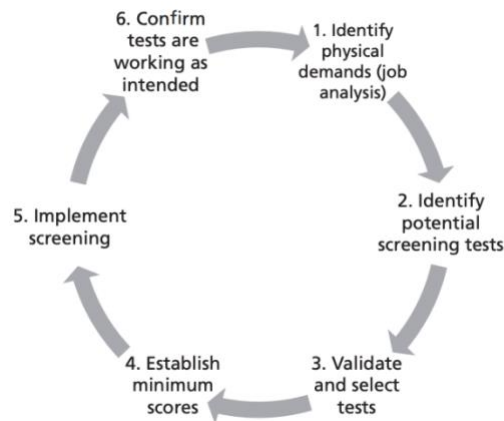 1. Identify
physical
demands (job
analysis)
2. Identify
potential
screening tests
3. Validate
and select
tests
4. Establish
minimum
scores
5. Implement
screening
6. Confirm
tests are
working as
intended